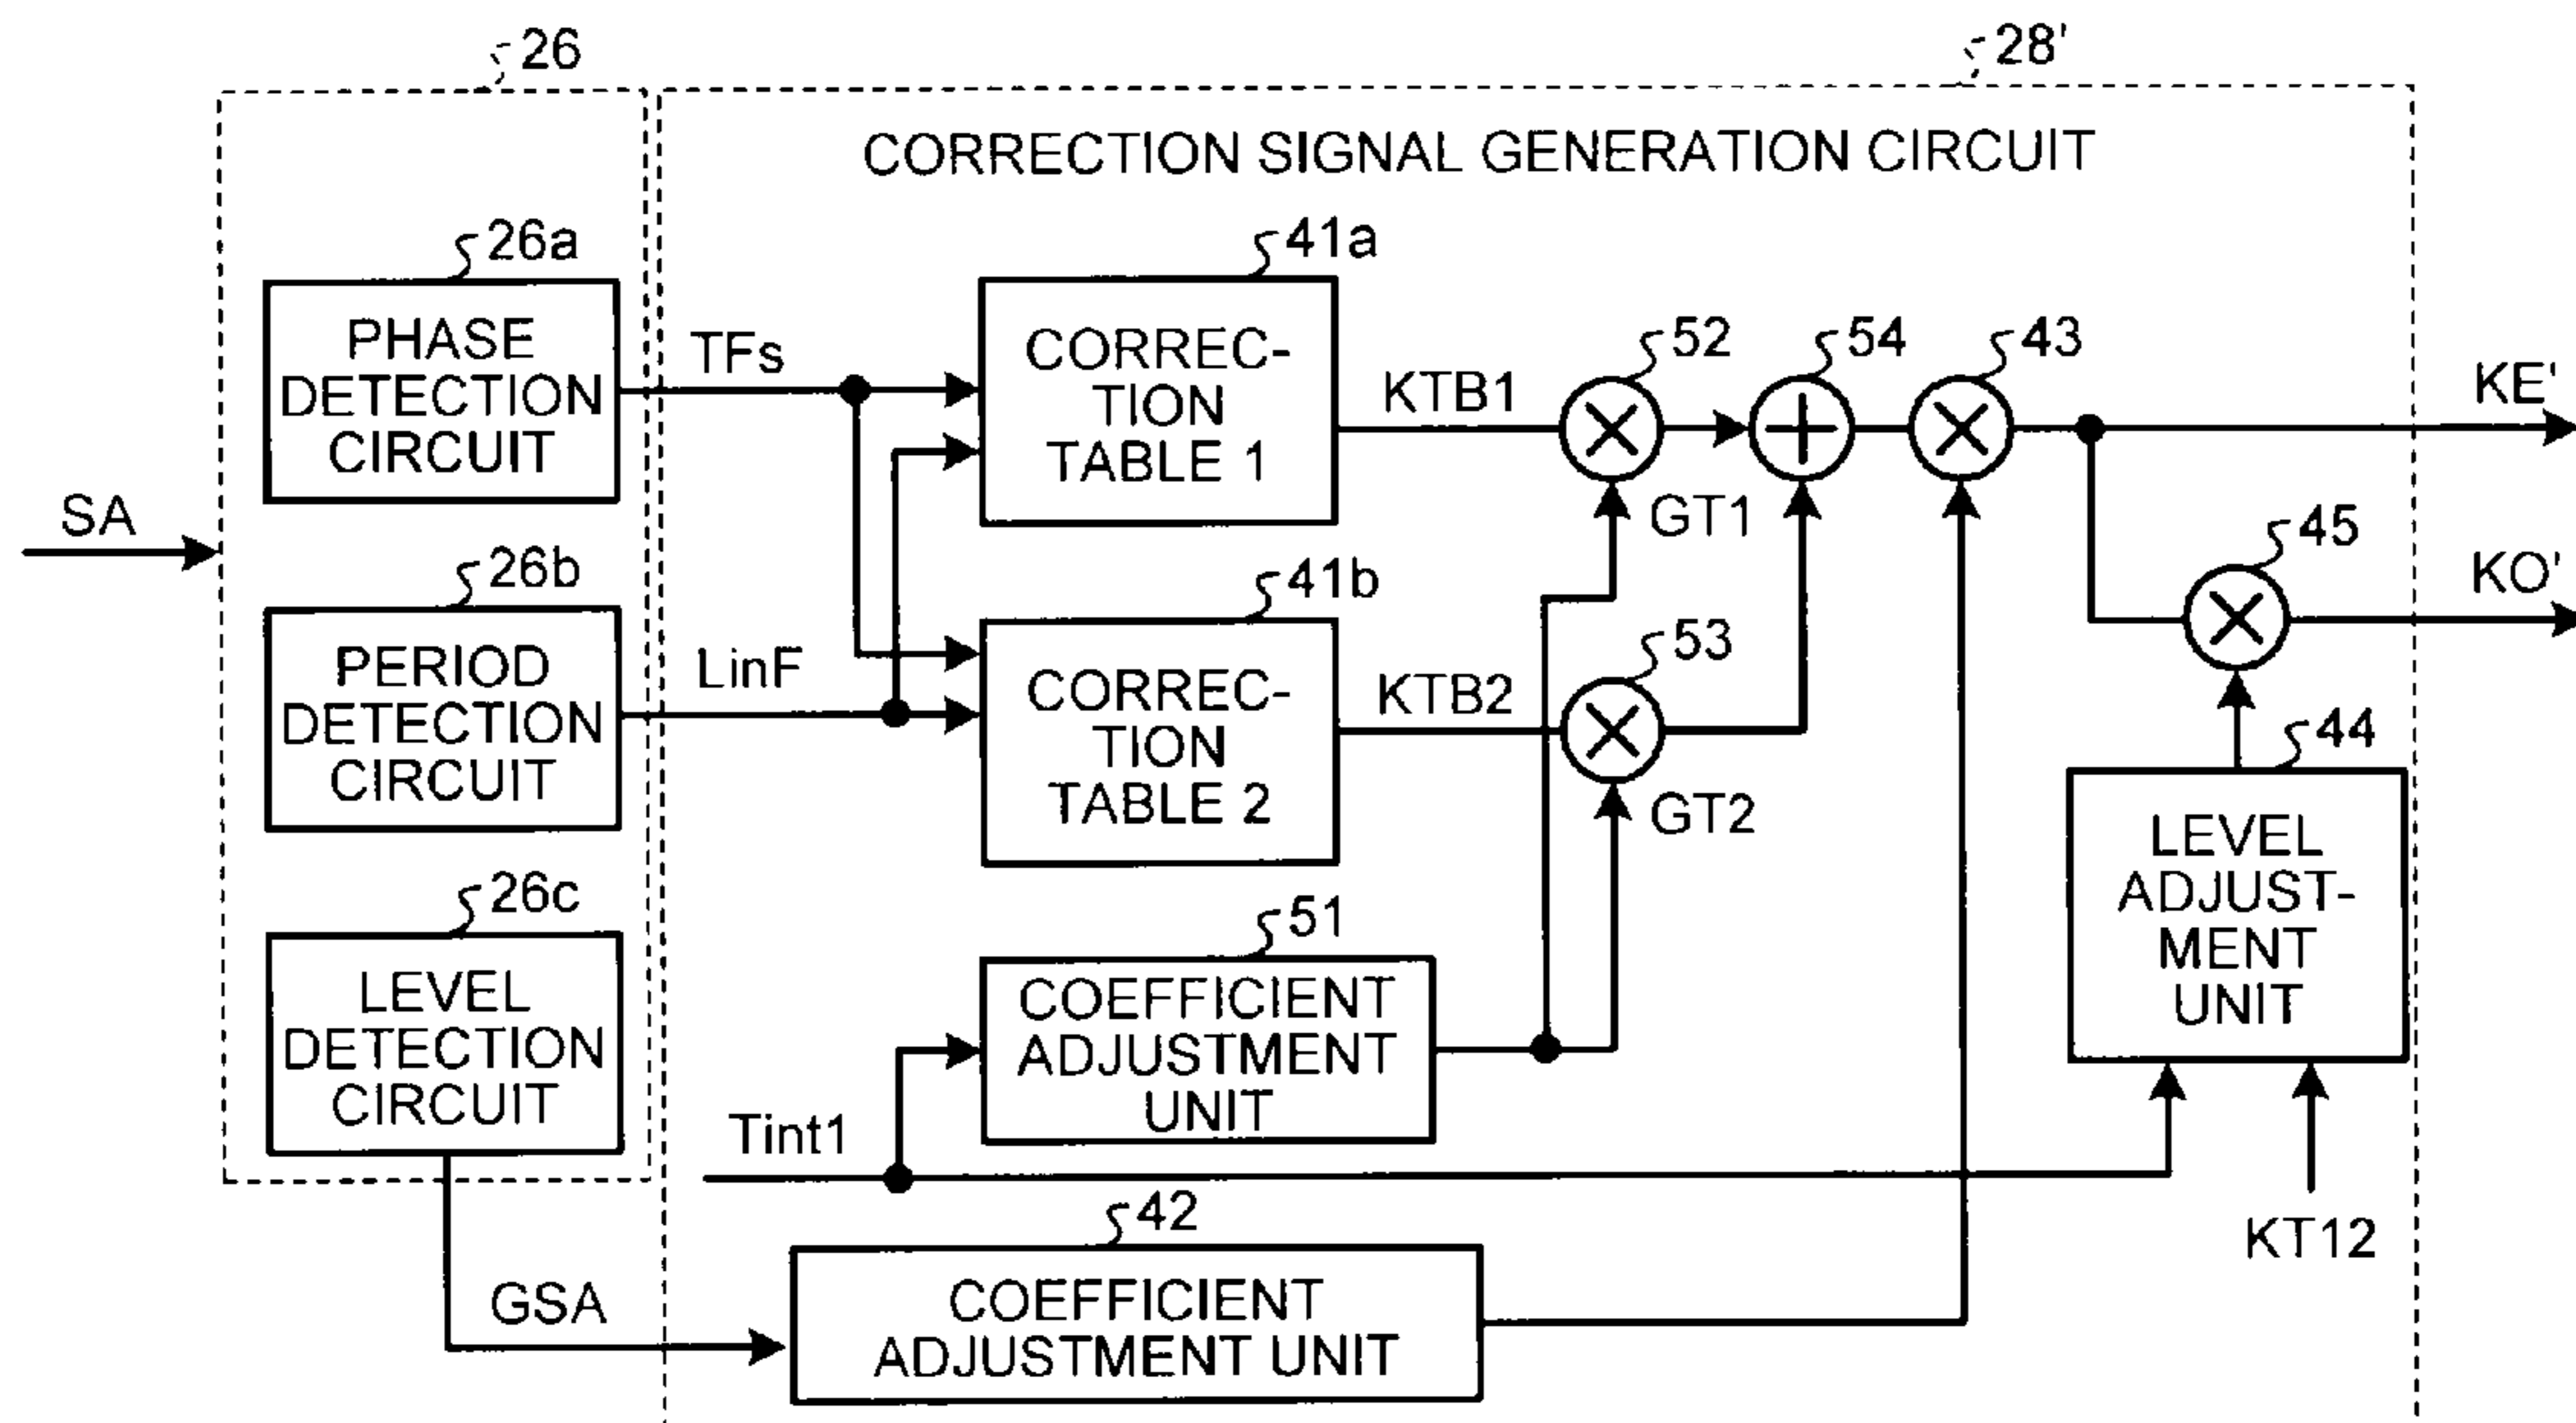 26
28'
CORRECTION SIGNAL GENERATION CIRCUIT
26a
PHASE
DETECTION
CIRCUIT
SA
26b
PERIOD
DETECTION
CIRCUIT
26c
LEVEL
DETECTION
CIRCUIT
TFs
LinF
GSA
41a
CORREC-
TION
TABLE 1
41b
CORREC-
TION
TABLE 2
51
COEFFICIENT
ADJUSTMENT
UNIT
Tint1
42
COEFFICIENT
ADJUSTMENT UNIT
KTB1
52
GT1
KTB2
53
GT2
54
43
KE'
45
KO'
44
LEVEL
ADJUST-
MENT
UNIT
KT12